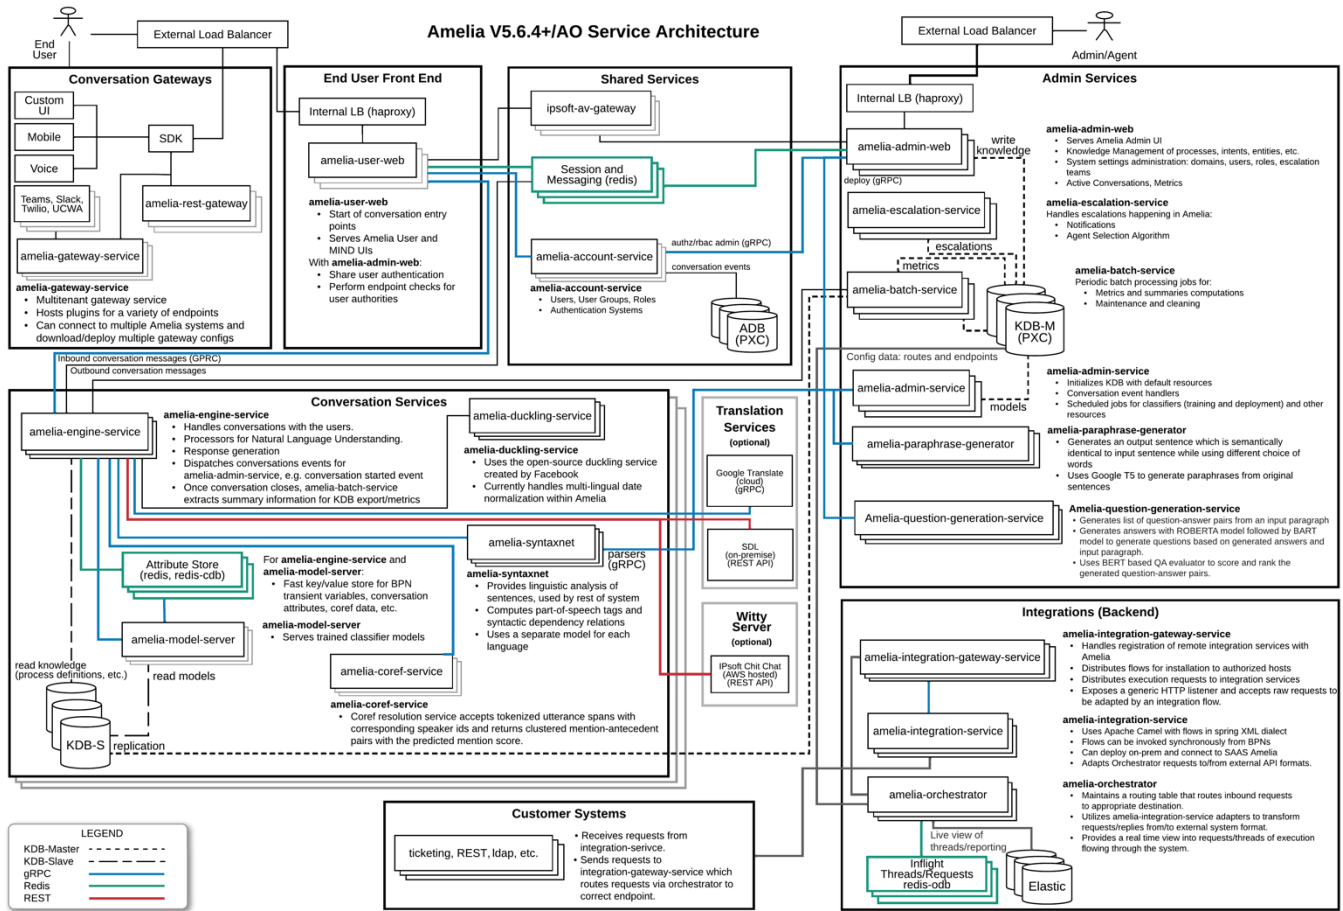 Amelia V5.6.4+/AO Service Architecture
End
User
External Load Balancer
External Load Balancer
Admin/Agent
Conversation Gateways
Custom
UI
Mobile
Voice
SDK
Teams, Slack,
Twilio, UCWA
amelia-rest-gateway
amelia-gateway-service
amelia-gateway-service
• Multitenant gateway service
• Hosts plugins for a variety of endpoints
• Can connect to multiple Amelia systems and
download/deploy multiple gateway configs
End User Front End
Internal LB (haproxy)
amelia-user-web
amelia-user-web
• Start of conversation entry
points
• Serves Amelia User and
MIND UIs
With amelia-admin-web:
• Share user authentication
• Perform endpoint checks for
user authorities
Shared Services
ipsoft-av-gateway
Session and
Messaging (redis)
authz/rbac admin (gRPC)
amelia-account-service
conversation events
amelia-account-service
• Users, User Groups, Roles
• Authentication Systems
ADB
(PXC)
Admin Services
Internal LB (haproxy)
amelia-admin-web
write
knowledge
deploy (gRPC)
amelia-escalation-service
escalations
metrics
amelia-batch-service
KDB-M
(PXC)
Config data: routes and endpoints
amelia-admin-service
models
amelia-paraphrase-generator
Amelia-question-generation-service
amelia-admin-web
• Serves Amelia Admin UI
• Knowledge Management of processes, intents, entities, etc.
• System settings administration: domains, users, roles, escalation
teams
• Active Conversations, Metrics
amelia-escalation-service
Handles escalations happening in Amelia:
• Notifications
• Agent Selection Algorithm
amelia-batch-service
Periodic batch processing jobs for:
• Metrics and summaries computations
• Maintenance and cleaning
amelia-admin-service
• Initializes KDB with default resources
• Conversation event handlers
• Scheduled jobs for classifiers (training and deployment) and other
resources
amelia-paraphrase-generator
• Generates an output sentence which is semantically
identical to input sentence while using different choice of
words
• Uses Google T5 to generate paraphrases from original
sentences
Amelia-question-generation-service
• Generates list of question-answer pairs from an input paragraph
• Generates answers with ROBERTA model followed by BART
model to generate questions based on generated answers and
input paragraph.
• Uses BERT based QA evaluator to score and rank the
generated question-answer pairs.
Inbound conversation messages (GPRC)
Outbound conversation messages
Conversation Services
amelia-engine-service
amelia-engine-service
• Handles conversations with the users.
• Processors for Natural Language Understanding.
• Response generation
• Dispatches conversations events for
amelia-admin-service, e.g. conversation started event
• Once conversation closes, amelia-batch-service
extracts summary information for KDB export/metrics
amelia-duckling-service
amelia-duckling-service
• Uses the open-source duckling service
created by Facebook
• Currently handles multi-lingual date
normalization within Amelia
amelia-syntaxnet
parsers
(gRPC)
amelia-syntaxnet
• Provides linguistic analysis of
sentences, used by rest of system
• Computes part-of-speech tags and
syntactic dependency relations
• Uses a separate model for each
language
Attribute Store
(redis, redis-cdb)
For amelia-engine-service and
amelia-model-server:
• Fast key/value store for BPN
transient variables, conversation
attributes, coref data, etc.
amelia-model-server
amelia-model-server
• Serves trained classifier models
read knowledge
(process definitions, etc.)
read models
KDB-S
replication
amelia-coref-service
amelia-coref-service
• Coref resolution service accepts tokenized utterance spans with
corresponding speaker ids and returns clustered mention-antecedent
pairs with the predicted mention score.
Translation
Services
(optional)
Google Translate
(cloud)
(gRPC)
SDL
(on-premise)
(REST API)
Witty
Server
(optional)
IPsoft Chit Chat
(AWS hosted)
(REST API)
Integrations (Backend)
amelia-integration-gateway-service
amelia-integration-service
amelia-orchestrator
Live view of
threads/reporting
Inflight
Threads/Requests
redis-odb
Elastic
amelia-integration-gateway-service
• Handles registration of remote integration services with
Amelia
• Distributes flows for installation to authorized hosts
• Distributes execution requests to integration services
• Exposes a generic HTTP listener and accepts raw requests to
be adapted by an integration flow.
amelia-integration-service
• Uses Apache Camel with flows in spring XML dialect
• Flows can be invoked synchronously from BPNs
• Can deploy on-prem and connect to SAAS Amelia
• Adapts Orchestrator requests to/from external API formats.
amelia-orchestrator
• Maintains a routing table that routes inbound requests
to appropriate destination.
• Utilizes amelia-integration-service adapters to transform
requests/replies from/to external system format.
• Provides a real time view into requests/threads of execution
flowing through the system.
Customer Systems
ticketing, REST, ldap, etc.
• Receives requests from
integration-serivce.
• Sends requests to
integration-gateway-service which
routes requests via orchestrator to
correct endpoint.
LEGEND
KDB-Master
KDB-Slave
gRPC
Redis
REST